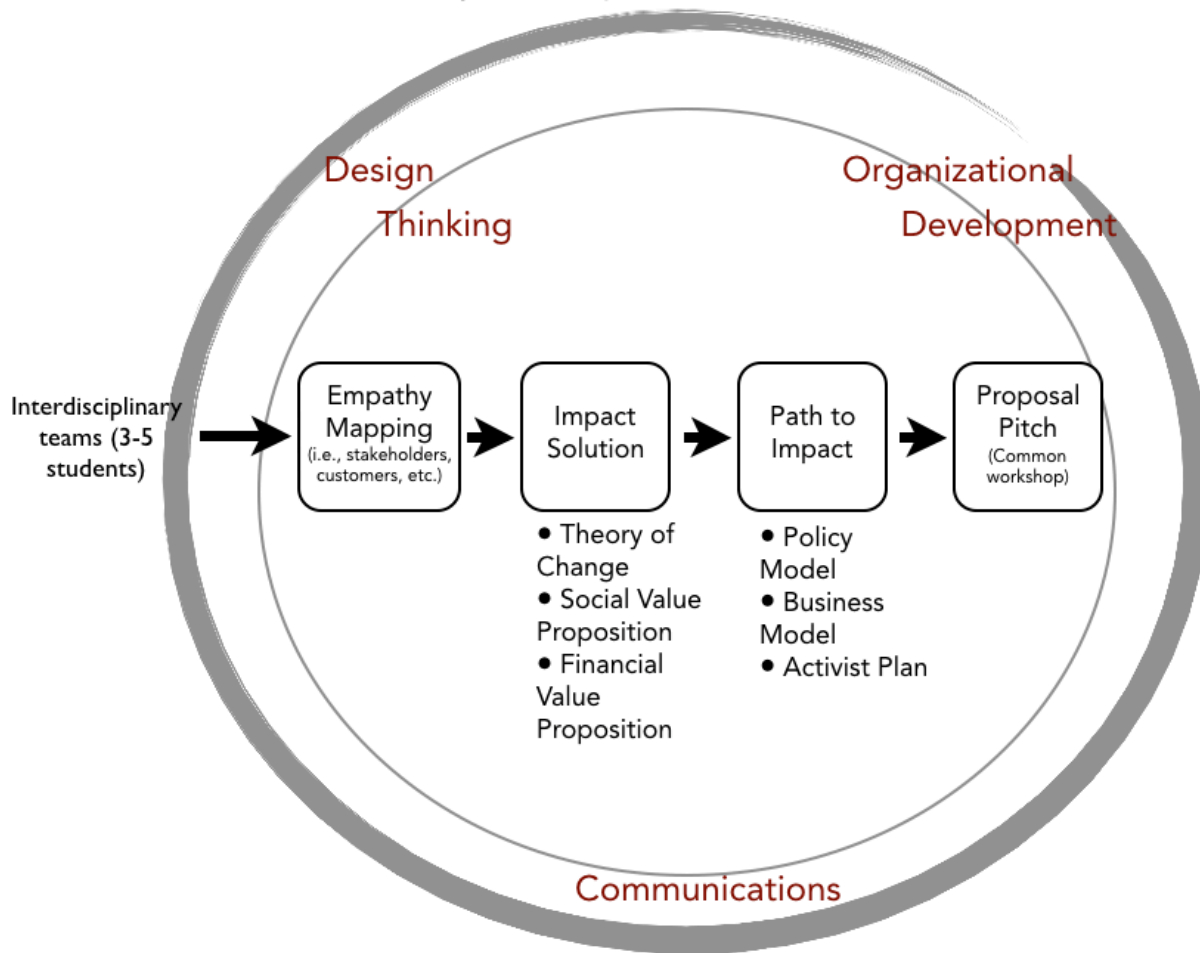 Design
Thinking
Organizational
Development
Interdisciplinary
teams (3-5
students)
Empathy
Mapping
(i.e., stakeholders,
customers, etc.)
Impact
Solution
Path to
Impact
Proposal
Pitch
(Common
workshop)
• Theory of
Change
• Social Value
Proposition
• Financial
Value
Proposition
• Policy
Model
• Business
Model
• Activist Plan
Communications